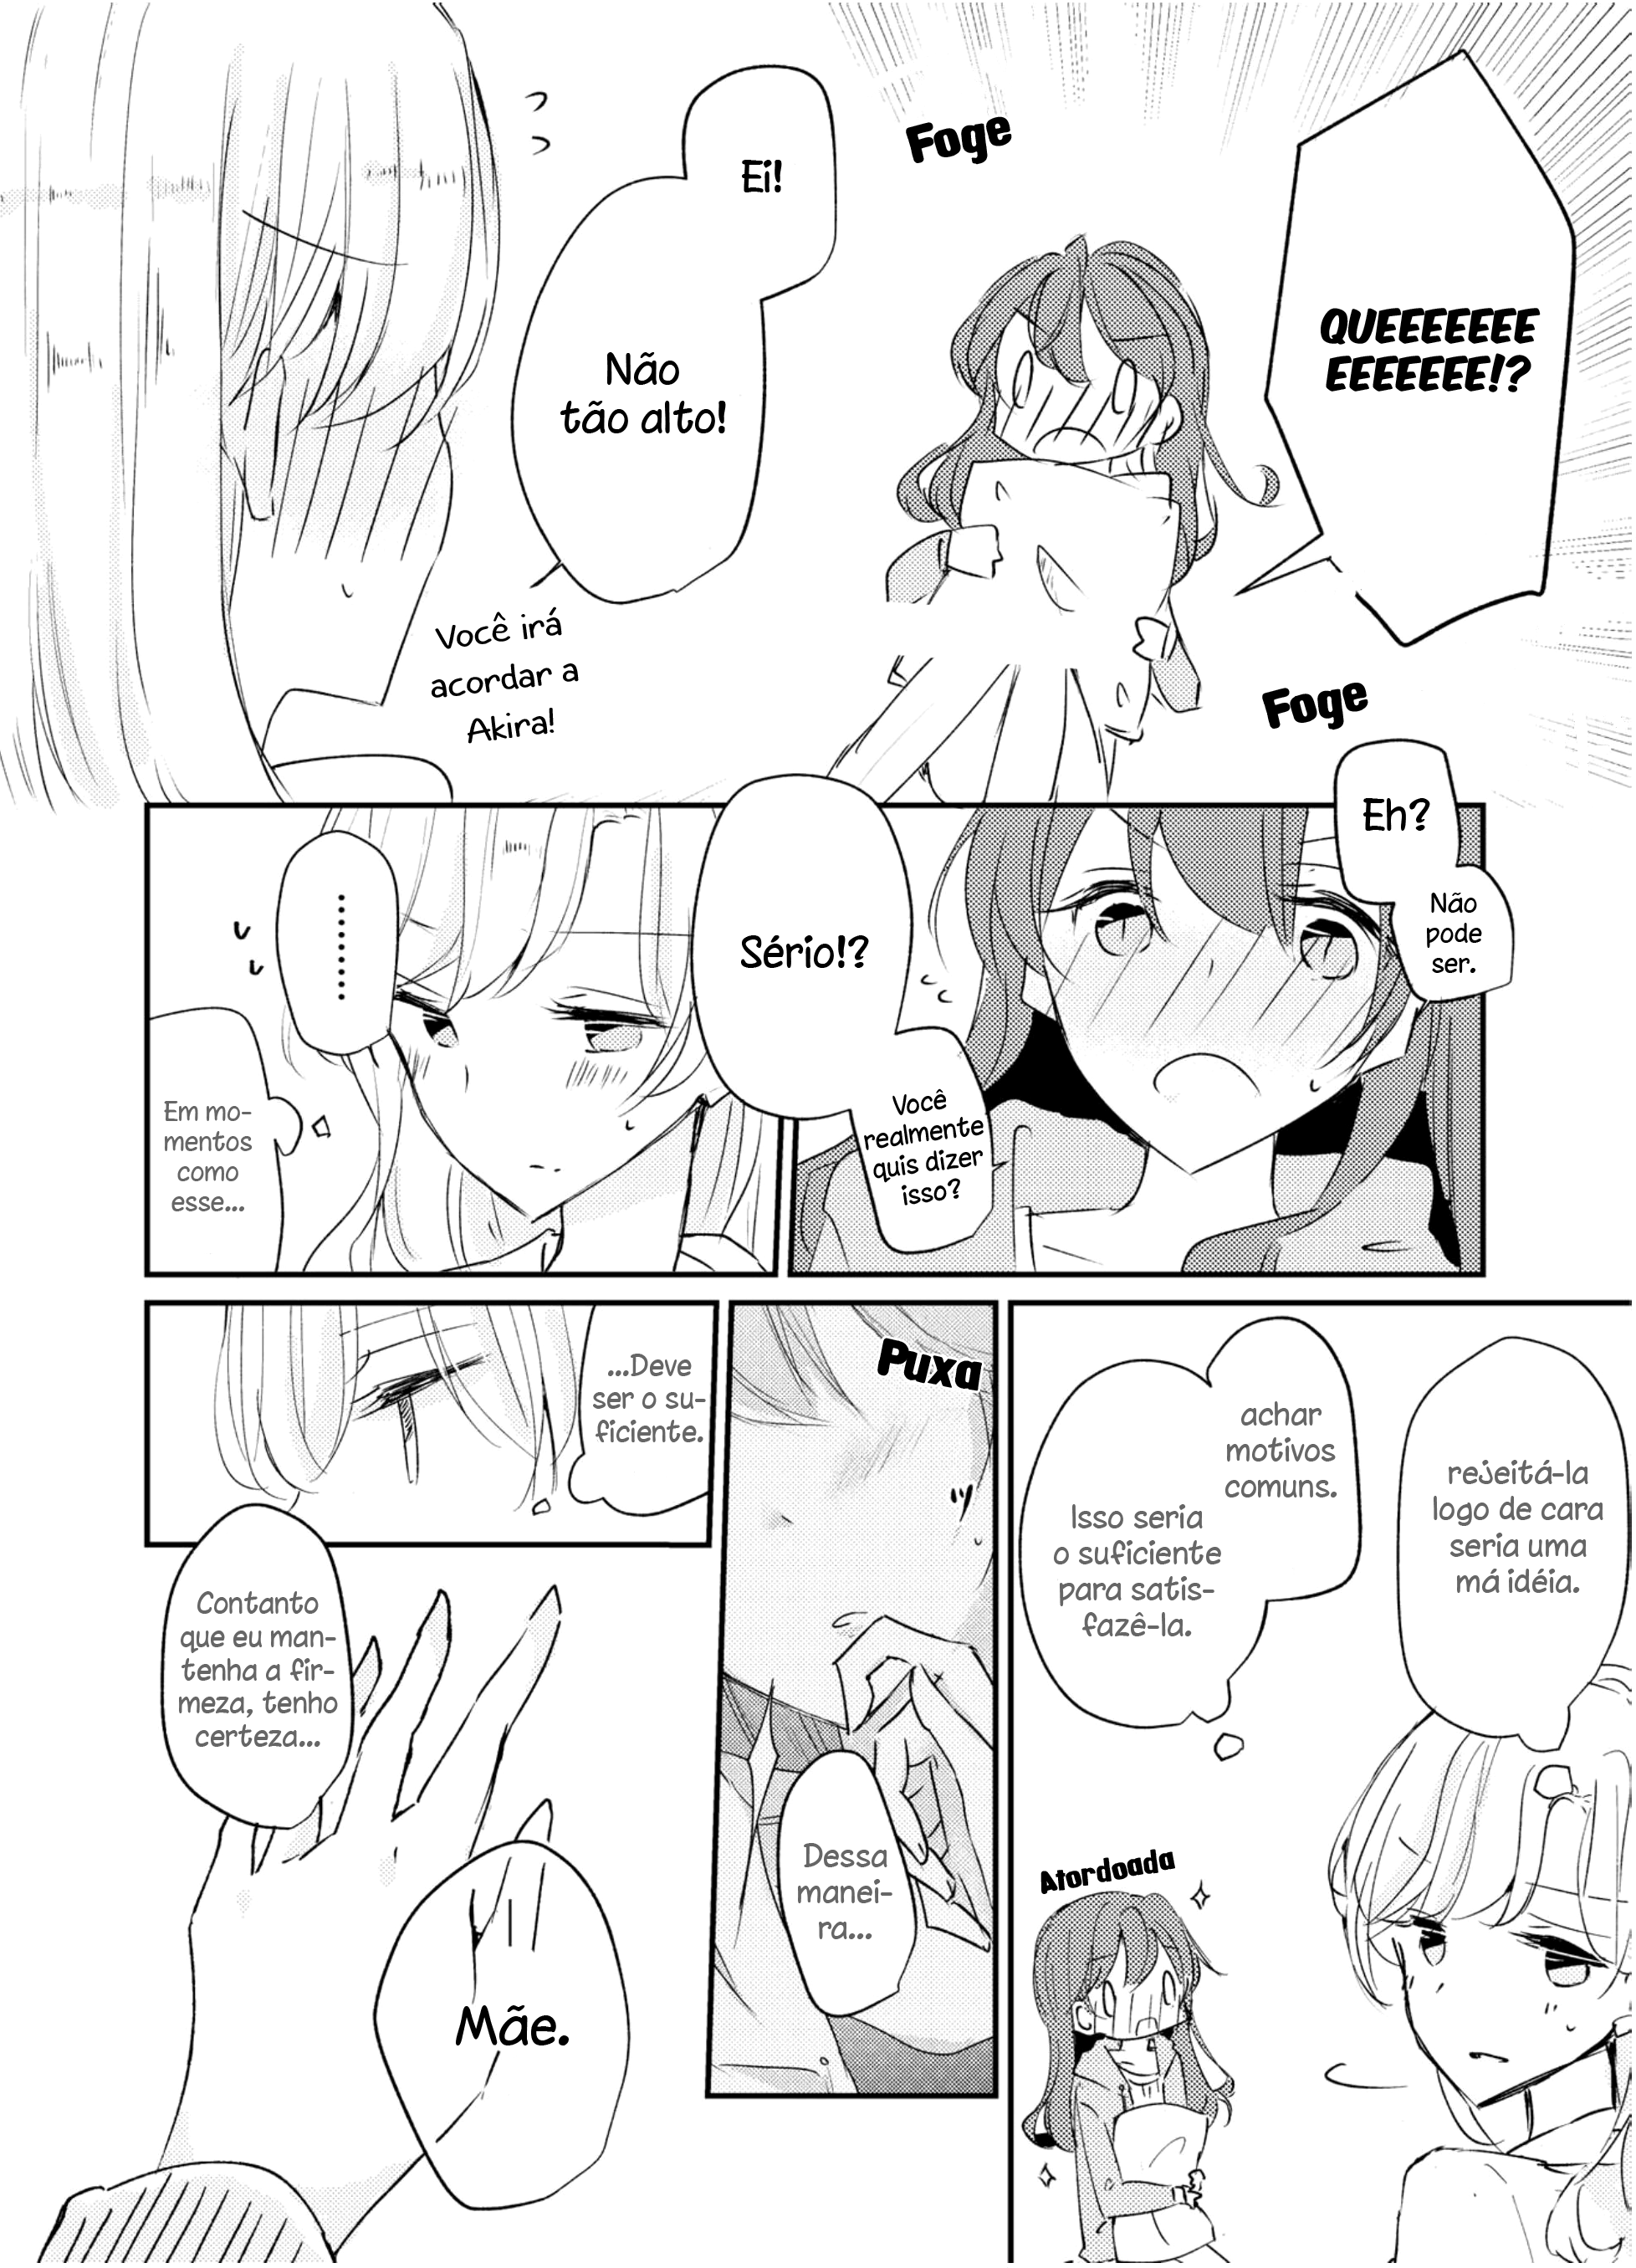 QUEEEEEEE
EEEEEEE!?
Foge
Foge
Ei!
Não
tão alto!
Você irá
acordar a
Akira!
Eh?
Não
pode
ser.
Sério!?
Você
realmente
quis dizer
isso?
.........
Em mo-
mentos
como
esse...
rejeitá-la
logo de cara
seria uma
má idéia.
achar
motivos
comuns.
Isso seria
o suficiente
para satis-
fazê-la.
Atordoada
Puxa
Dessa
manei-
ra...
...Deve
ser o su-
ficiente.
Contanto
que eu man-
tenha a fir-
meza, tenho
certeza...
Mãe.